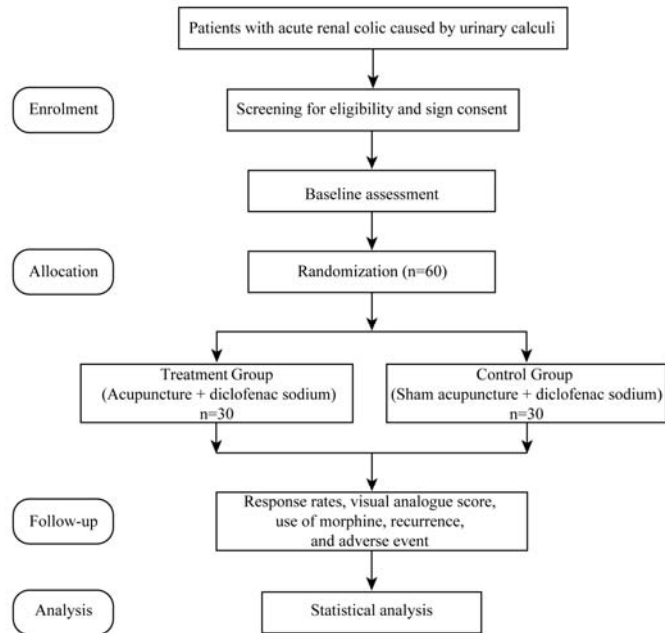 Patients with acute renal colic caused by urinary calculi
Enrolment
Screening for eligibility and sign consent
Baseline assessment
Allocation
Randomization (n=60)
Treatment Group
(Acupuncture + diclofenac sodium)
n=30
Control Group
(Sham acupuncture + diclofenac sodium)
n=30
Follow-up
Response rates, visual analogue score,
use of morphine, recurrence,
and adverse event
Analysis
Statistical analysis